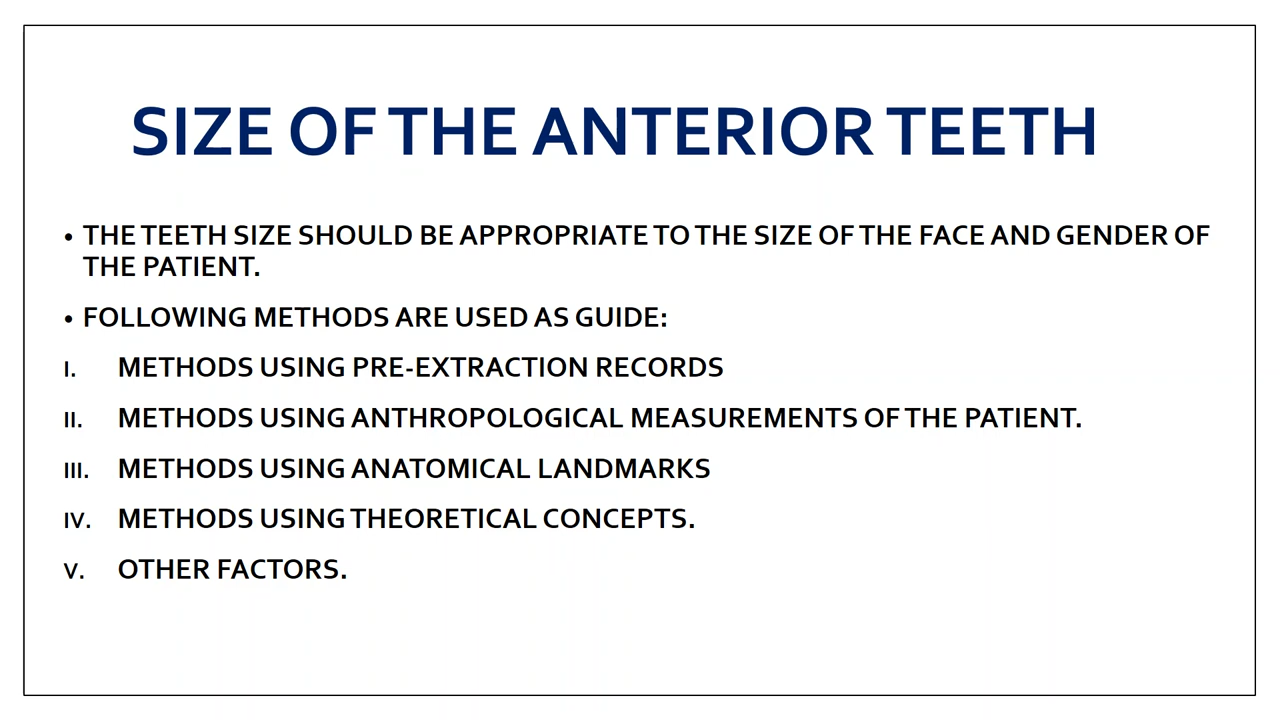 SIZE OF THE ANTERIOR TEETH
• THE TEETH SIZE SHOULD BE APPROPRIATE TO THE SIZE OF THE FACE AND GENDER OF
THE PATIENT.
• FOLLOWING METHODS ARE USED AS GUIDE:
I. METHODS USING PRE-EXTRACTION RECORDS
II. METHODS USING ANTHROPOLOGICAL MEASUREMENTS OF THE PATIENT.
III. METHODS USING ANATOMICAL LANDMARKS
IV. METHODS USING THEORETICAL CONCEPTS.
V. OTHER FACTORS.